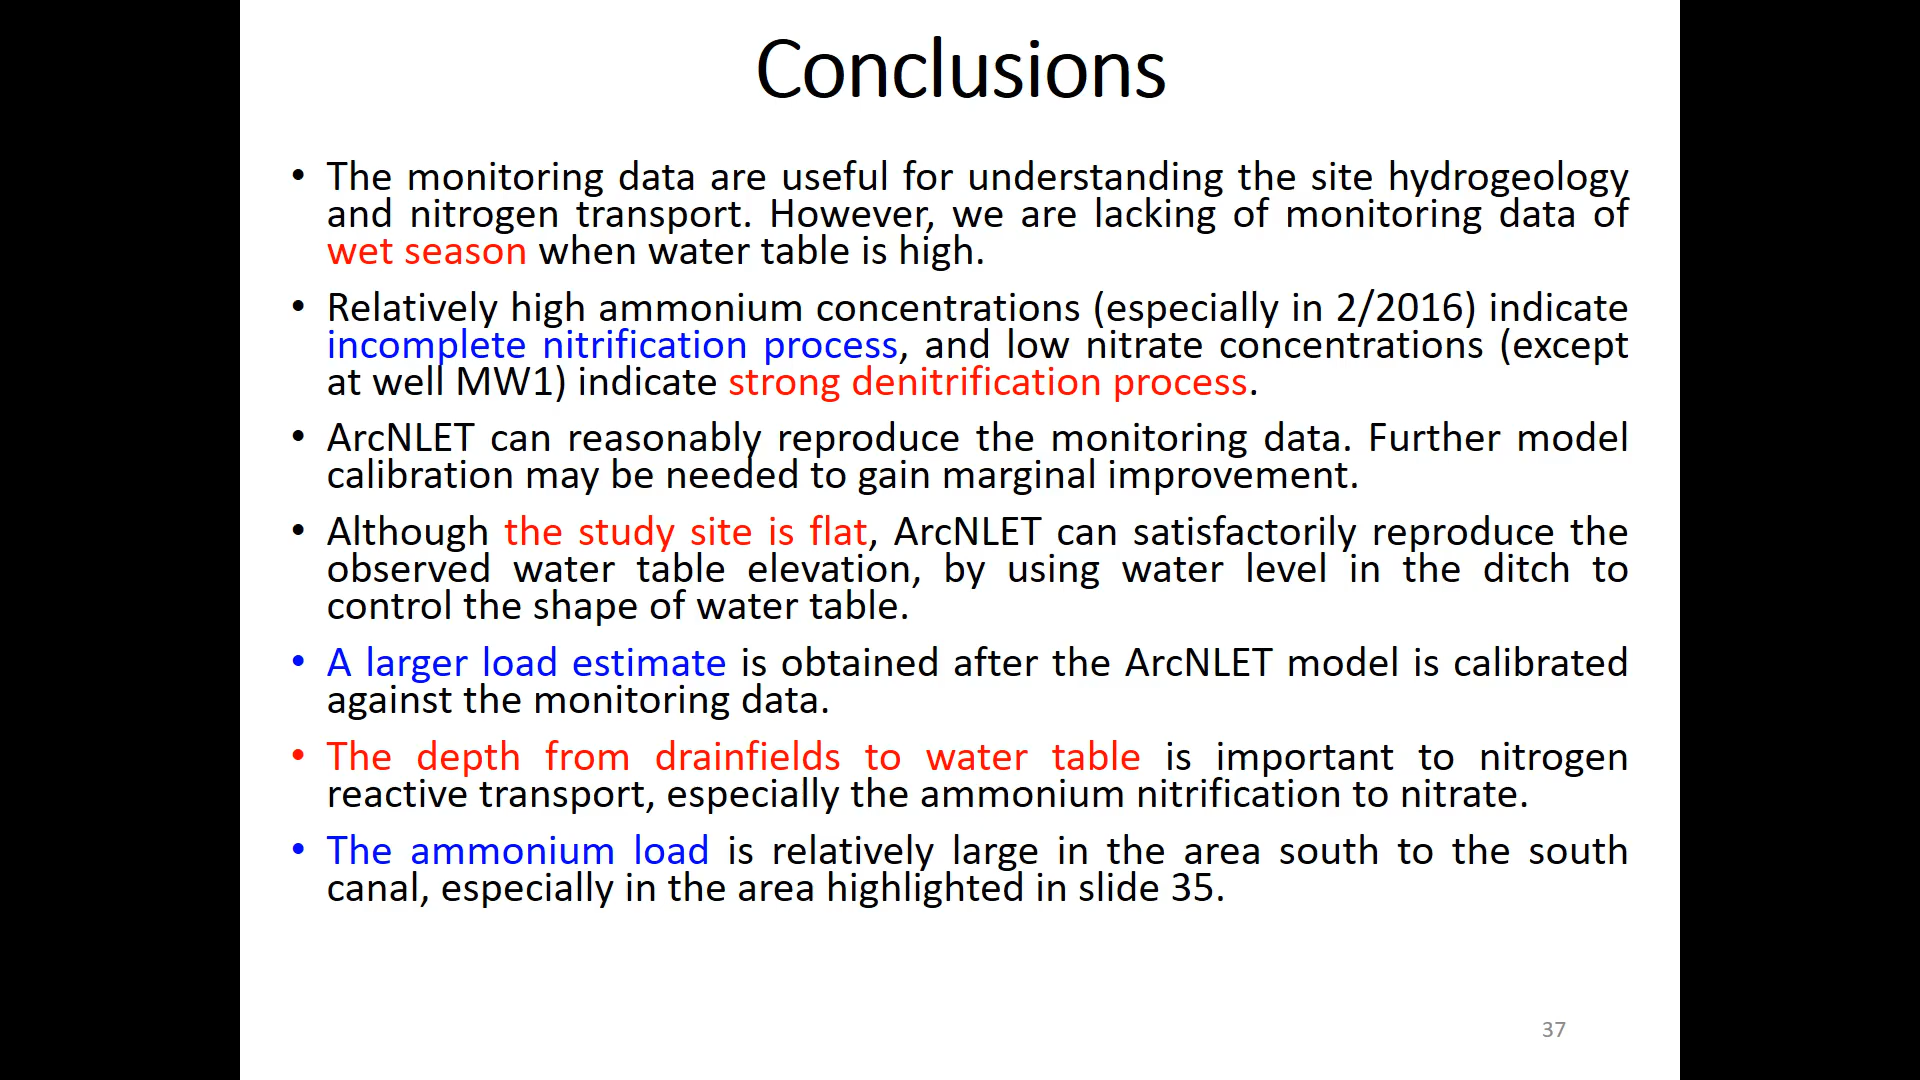 Conclusions
• The monitoring data are useful for understanding the site hydrogeology
and nitrogen transport. However, we are lacking of monitoring data of
wet season when water table is high.
• Relatively high ammonium concentrations (especially in 2/2016) indicate
incomplete nitrification process, and low nitrate concentrations (except
at well MW1) indicate strong denitrification process.
• ArcNLET can reasonably reproduce the monitoring data. Further model
calibration may be needed to gain marginal improvement.
• Although the study site is flat, ArcNLET can satisfactorily reproduce the
observed water table elevation, by using water level in the ditch to
control the shape of water table.
• A larger load estimate is obtained after the ArcNLET model is calibrated
against the monitoring data.
• The depth from drainfields to water table is important to nitrogen
reactive transport, especially the ammonium nitrification to nitrate.
• The ammonium load is relatively large in the area south to the south
canal, especially in the area highlighted in slide 35.
37